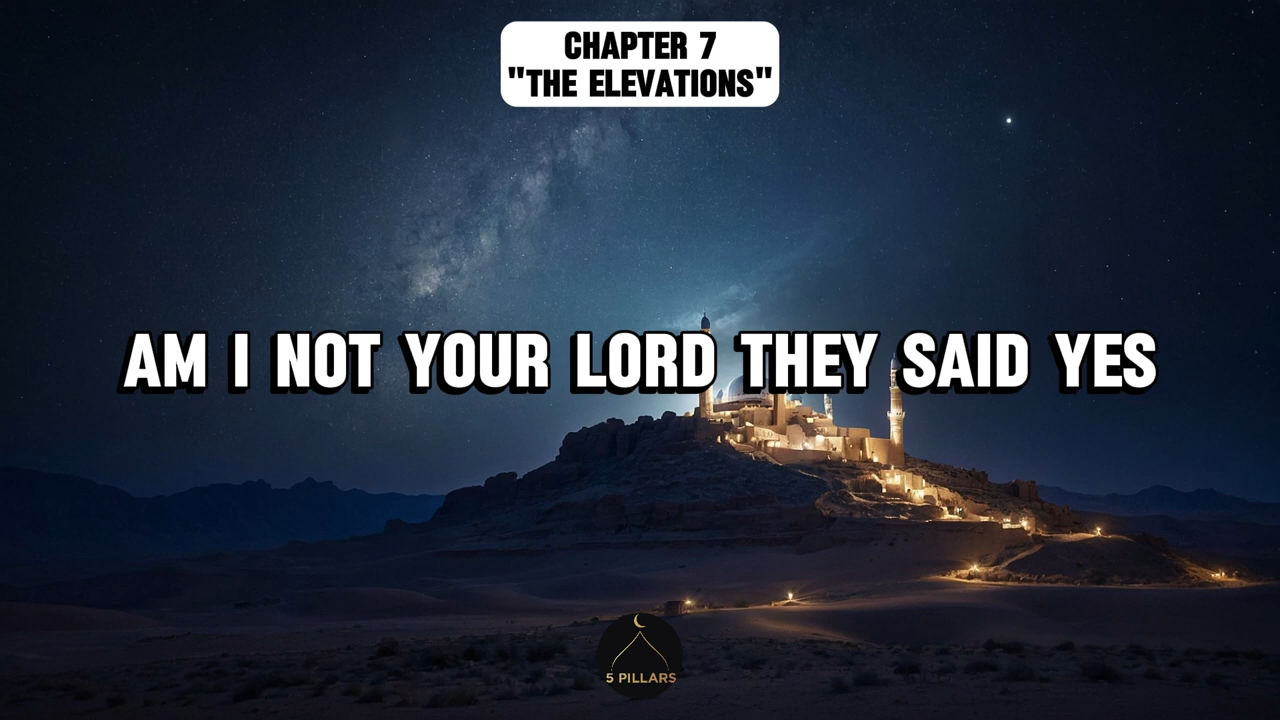 CHAPTER 7
"THE ELEVATIONS"
AM I NOT YOUR LORD THEY SAID YES
5 PILLARS